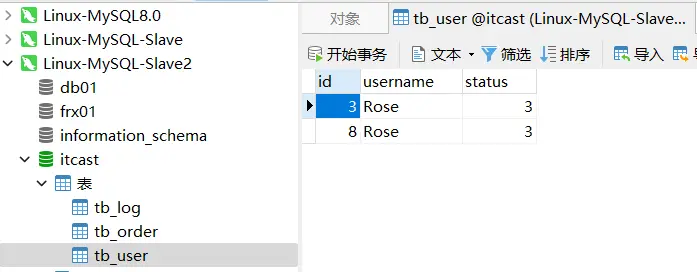 Linux-MySQL8.0
Linux-MySQL-Slave
Linux-MySQL-Slave2
db01
frx01
information_schema
itcast
表
tb_log
tb_order
tb_user
对象
tb_user @itcast (Linux-MySQL-Slave...
开始事务
文本
筛选
排序
导入
导
id username status
3 Rose 3
8 Rose 3